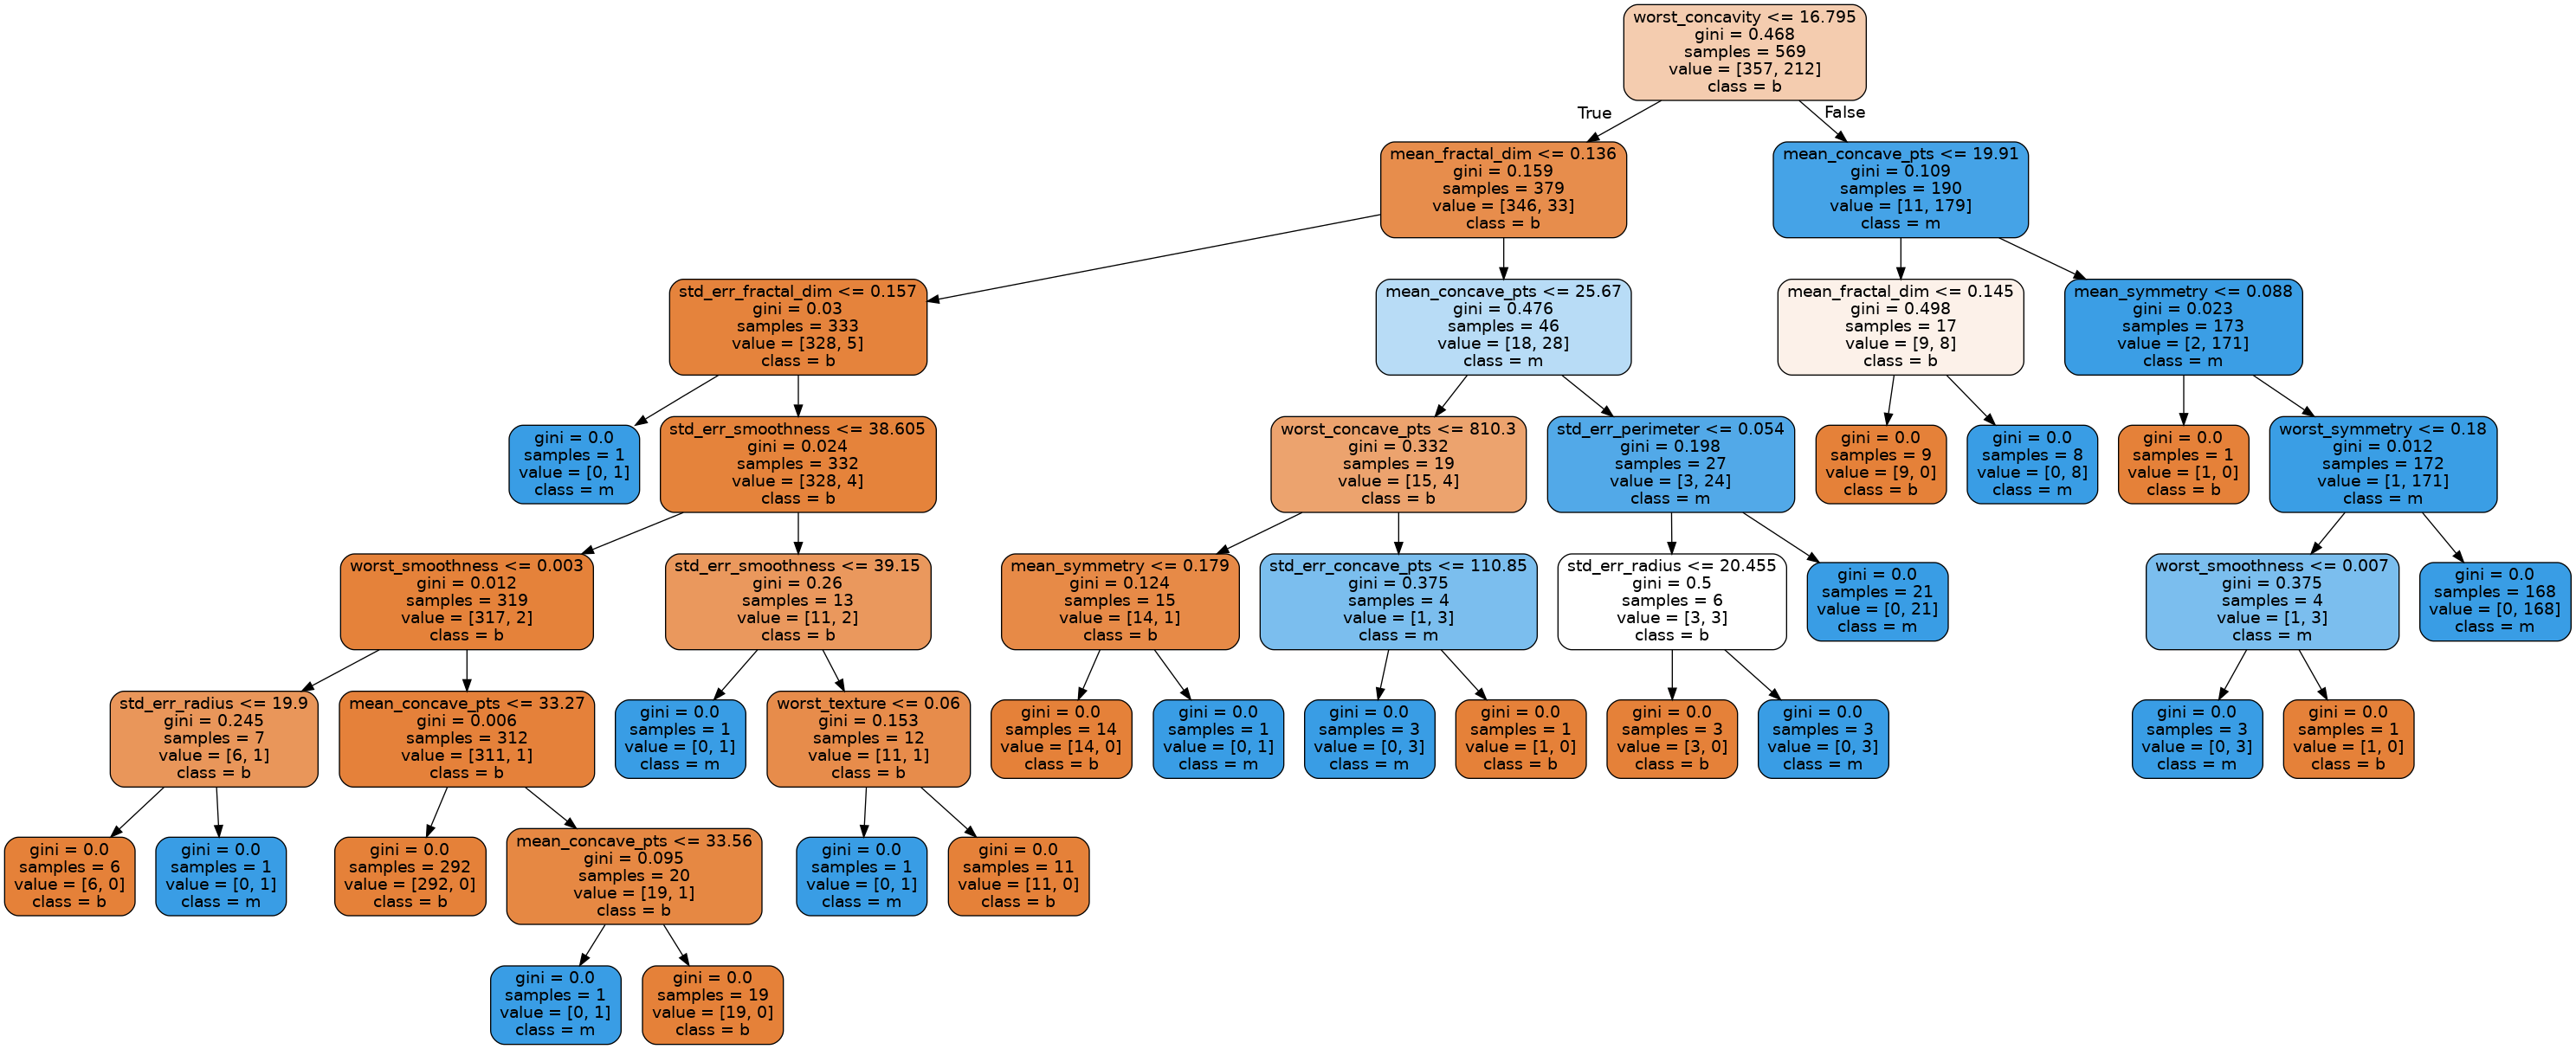 worst_concavity <= 16.795
gini = 0.468
samples = 569
value = [357, 212]
class = b
True
False
mean_fractal_dim <= 0.136
gini = 0.159
samples = 379
value = [346, 33]
class = b
mean_concave_pts <= 19.91
gini = 0.109
samples = 190
value = [11, 179]
class = m
std_err_fractal_dim <= 0.157
gini = 0.03
samples = 333
value = [328, 5]
class = b
mean_concave_pts <= 25.67
gini = 0.476
samples = 46
value = [18, 28]
class = m
mean_fractal_dim <= 0.145
gini = 0.498
samples = 17
value = [9, 8]
class = b
mean_symmetry <= 0.088
gini = 0.023
samples = 173
value = [2, 171]
class = m
gini = 0.0
samples = 1
value = [0, 1]
class = m
std_err_smoothness <= 38.605
gini = 0.024
samples = 332
value = [328, 4]
class = b
worst_concave_pts <= 810.3
gini = 0.332
samples = 19
value = [15, 4]
class = b
std_err_perimeter <= 0.054
gini = 0.198
samples = 27
value = [3, 24]
class = m
gini = 0.0
samples = 9
value = [9, 0]
class = b
gini = 0.0
samples = 8
value = [0, 8]
class = m
gini = 0.0
samples = 1
value = [1, 0]
class = b
worst_symmetry <= 0.18
gini = 0.012
samples = 172
value = [1, 171]
class = m
worst_smoothness <= 0.003
gini = 0.012
samples = 319
value = [317, 2]
class = b
std_err_smoothness <= 39.15
gini = 0.26
samples = 13
value = [11, 2]
class = b
mean_symmetry <= 0.179
gini = 0.124
samples = 15
value = [14, 1]
class = b
std_err_concave_pts <= 110.85
gini = 0.375
samples = 4
value = [1, 3]
class = m
std_err_radius <= 20.455
gini = 0.5
samples = 6
value = [3, 3]
class = b
gini = 0.0
samples = 21
value = [0, 21]
class = m
worst_smoothness <= 0.007
gini = 0.375
samples = 4
value = [1, 3]
class = m
gini = 0.0
samples = 168
value = [0, 168]
class = m
std_err_radius <= 19.9
gini = 0.245
samples = 7
value = [6, 1]
class = b
mean_concave_pts <= 33.27
gini = 0.006
samples = 312
value = [311, 1]
class = b
gini = 0.0
samples = 1
value = [0, 1]
class = m
worst_texture <= 0.06
gini = 0.153
samples = 12
value = [11, 1]
class = b
gini = 0.0
samples = 14
value = [14, 0]
class = b
gini = 0.0
samples = 1
value = [0, 1]
class = m
gini = 0.0
samples = 3
value = [0, 3]
class = m
gini = 0.0
samples = 1
value = [1, 0]
class = b
gini = 0.0
samples = 3
value = [3, 0]
class = b
gini = 0.0
samples = 3
value = [0, 3]
class = m
gini = 0.0
samples = 3
value = [0, 3]
class = m
gini = 0.0
samples = 1
value = [1, 0]
class = b
gini = 0.0
samples = 6
value = [6, 0]
class = b
gini = 0.0
samples = 1
value = [0, 1]
class = m
gini = 0.0
samples = 292
value = [292, 0]
class = b
mean_concave_pts <= 33.56
gini = 0.095
samples = 20
value = [19, 1]
class = b
gini = 0.0
samples = 1
value = [0, 1]
class = m
gini = 0.0
samples = 11
value = [11, 0]
class = b
gini = 0.0
samples = 1
value = [0, 1]
class = m
gini = 0.0
samples = 19
value = [19, 0]
class = b